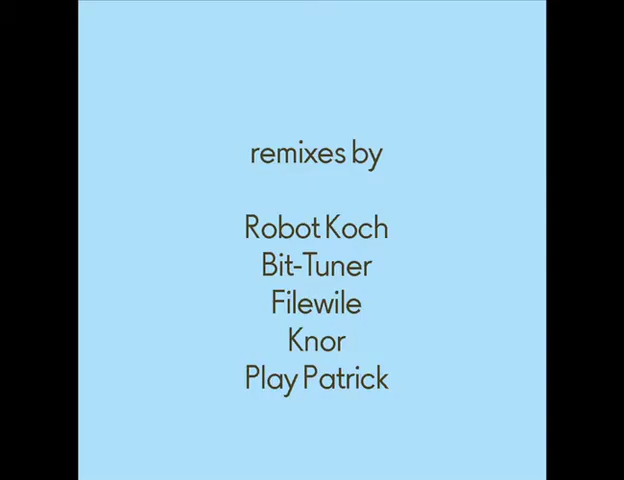 remixes by
Robot Koch
Bit-Tuner
Filewile
Knor
Play Patrick